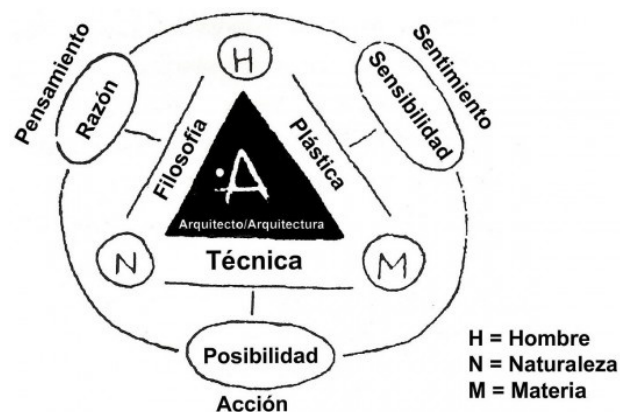 Pensamiento
Razón
H
Sentimiento
Sensibilidad
Filosofía
Plástica
A
Arquitecto/Arquitectura
N
Técnica
M
Posibilidad
Acción
H = Hombre
N = Naturaleza
M = Materia